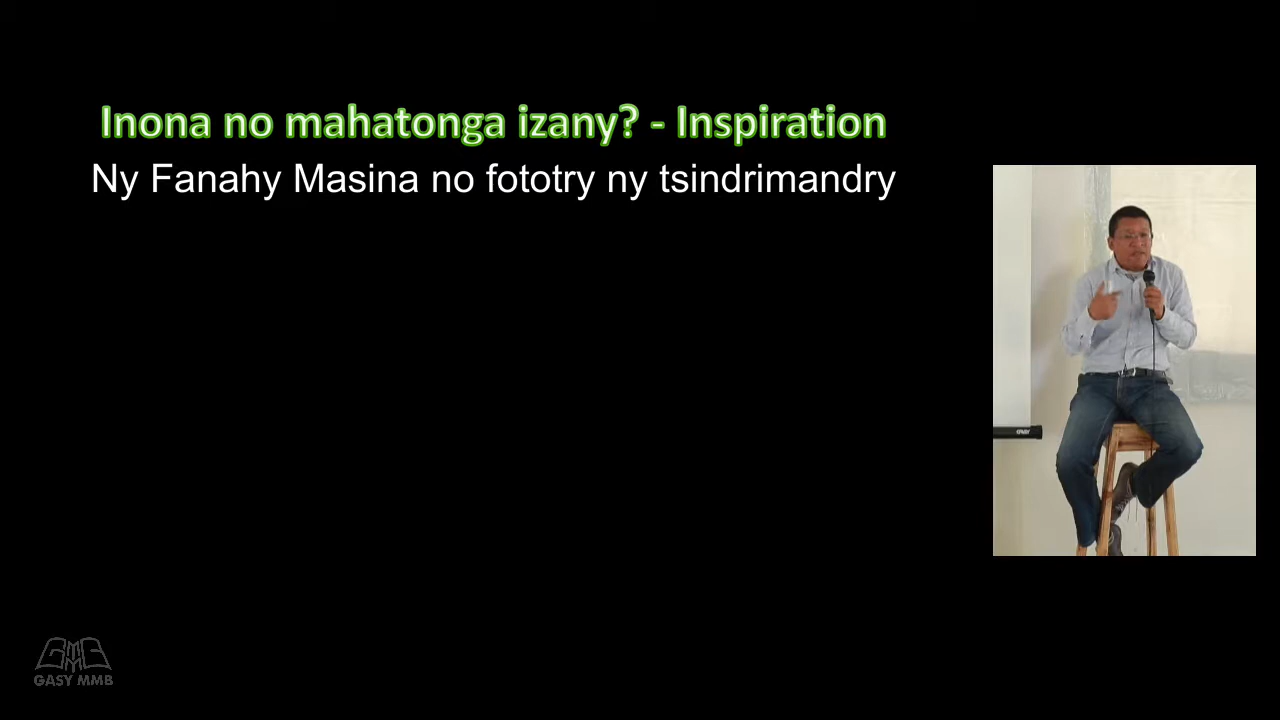 Inona no mahatonga izany? - Inspiration
Ny Fanahy Masina no fototry ny tsindrimandry
GASY MMB